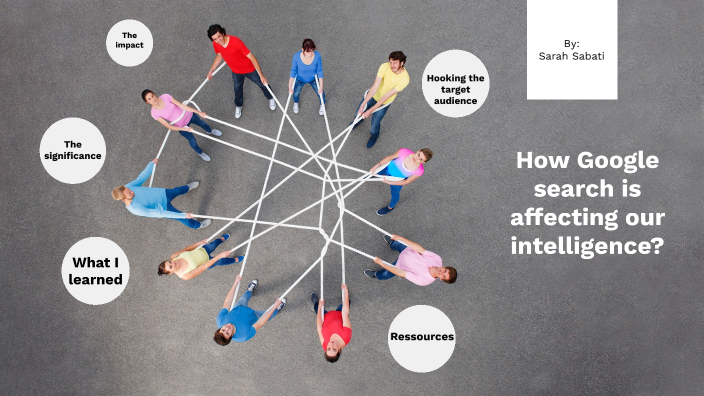 The
impact
By:
Sarah Sabati
Hooking the
target
audience
The
significance
How Google
search is
affecting our
intelligence?
What I
learned
Ressources